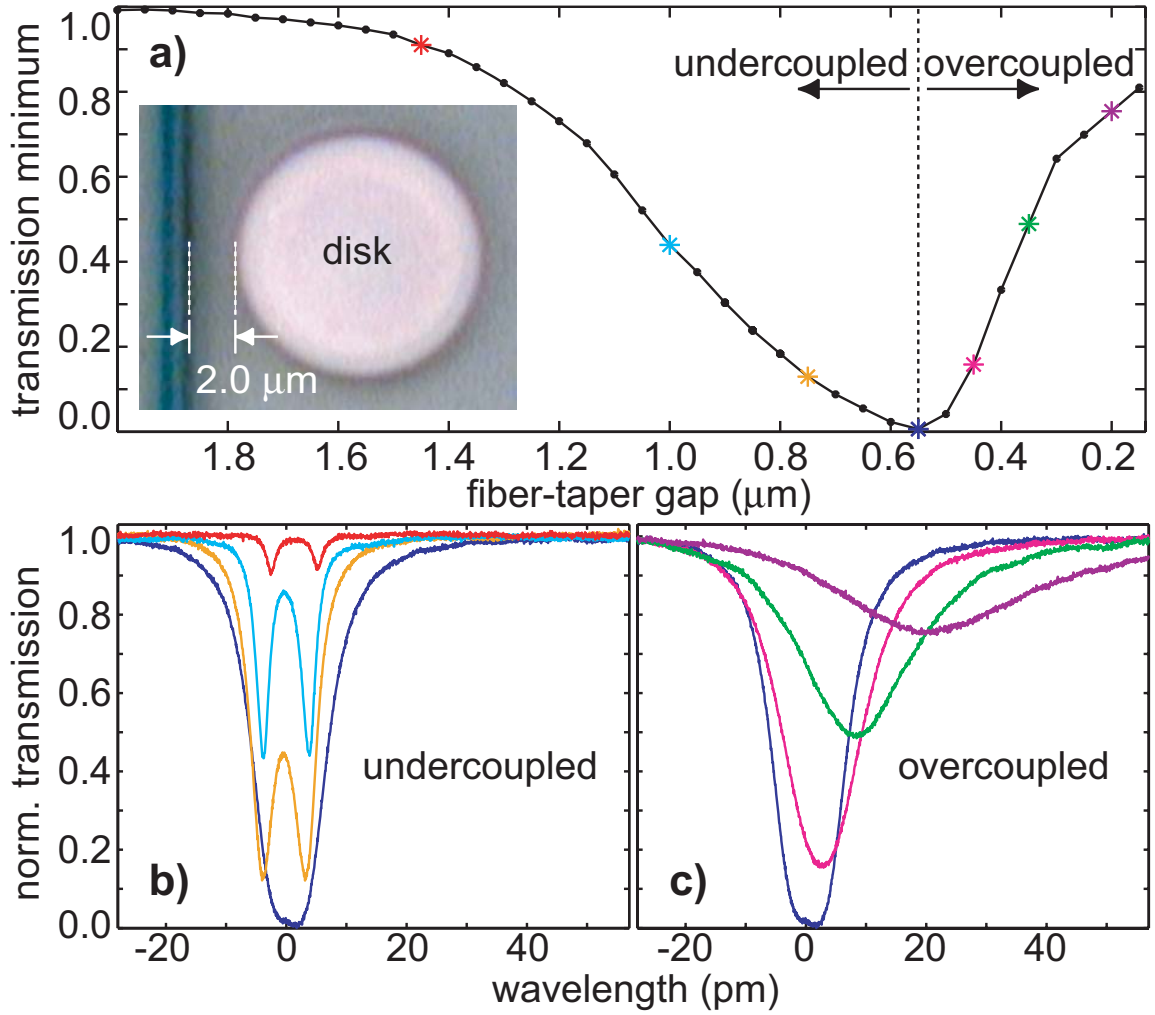 a)
undercoupled
overcoupled
disk
2.0 μm
transmission minimum
1.0
0.8
0.6
0.4
0.2
0.0
1.8 1.6 1.4 1.2 1.0 0.8 0.6 0.4 0.2
fiber-taper gap (μm)
norm. transmission
1.0
0.8
0.6
0.4
0.2
0.0
b)
undercoupled
-20 0 20 40
c)
overcoupled
-20 0 20 40
wavelength (pm)